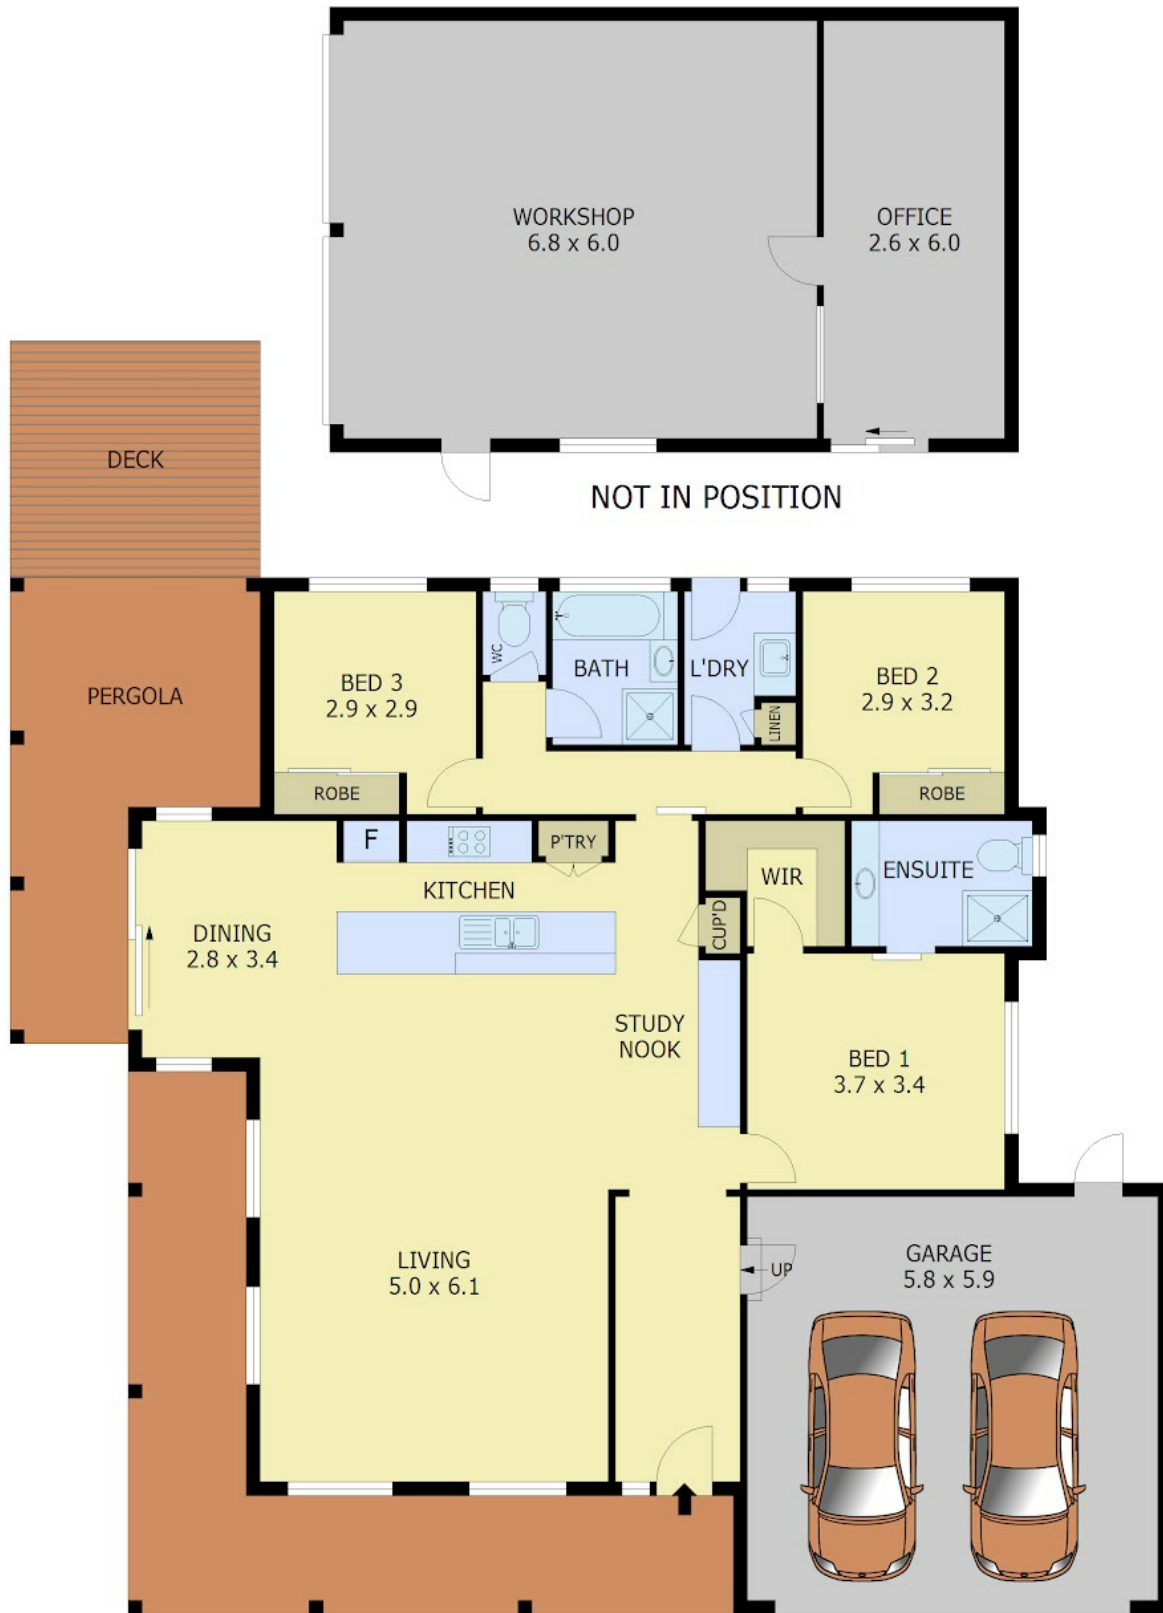 WORKSHOP
6.8 x 6.0
OFFICE
2.6 x 6.0
DECK
NOT IN POSITION
PERGOLA
BED 3
2.9 x 2.9
WC
BATH
L'DRY
LINEN
BED 2
2.9 x 3.2
ROBE
ROBE
F
P'TRY
KITCHEN
WIR
ENSUITE
CUP'D
DINING
2.8 x 3.4
STUDY
NOOK
BED 1
3.7 x 3.4
LIVING
5.0 x 6.1
UP
GARAGE
5.8 x 5.9